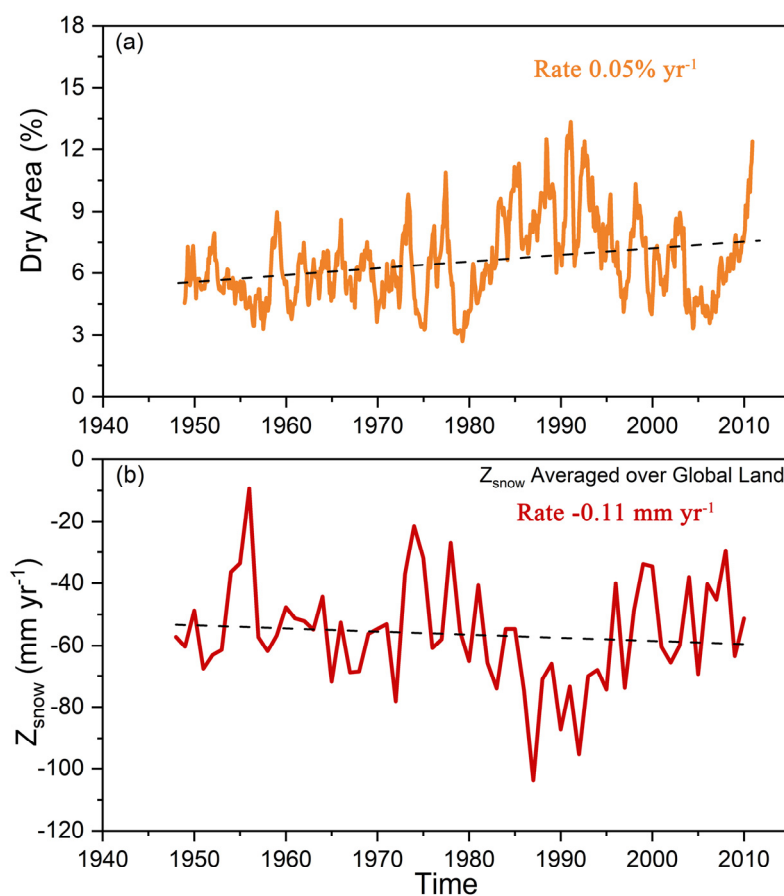 (a)
Rate 0.05% yr⁻¹
Dry Area (%)
18
15
12
9
6
3
0
1940 1950 1960 1970 1980 1990 2000 2010
(b)
Z_snow Averaged over Global Land
Rate -0.11 mm yr⁻¹
Z_snow (mm yr⁻¹)
0
-20
-40
-60
-80
-100
-120
1940 1950 1960 1970 1980 1990 2000 2010
Time